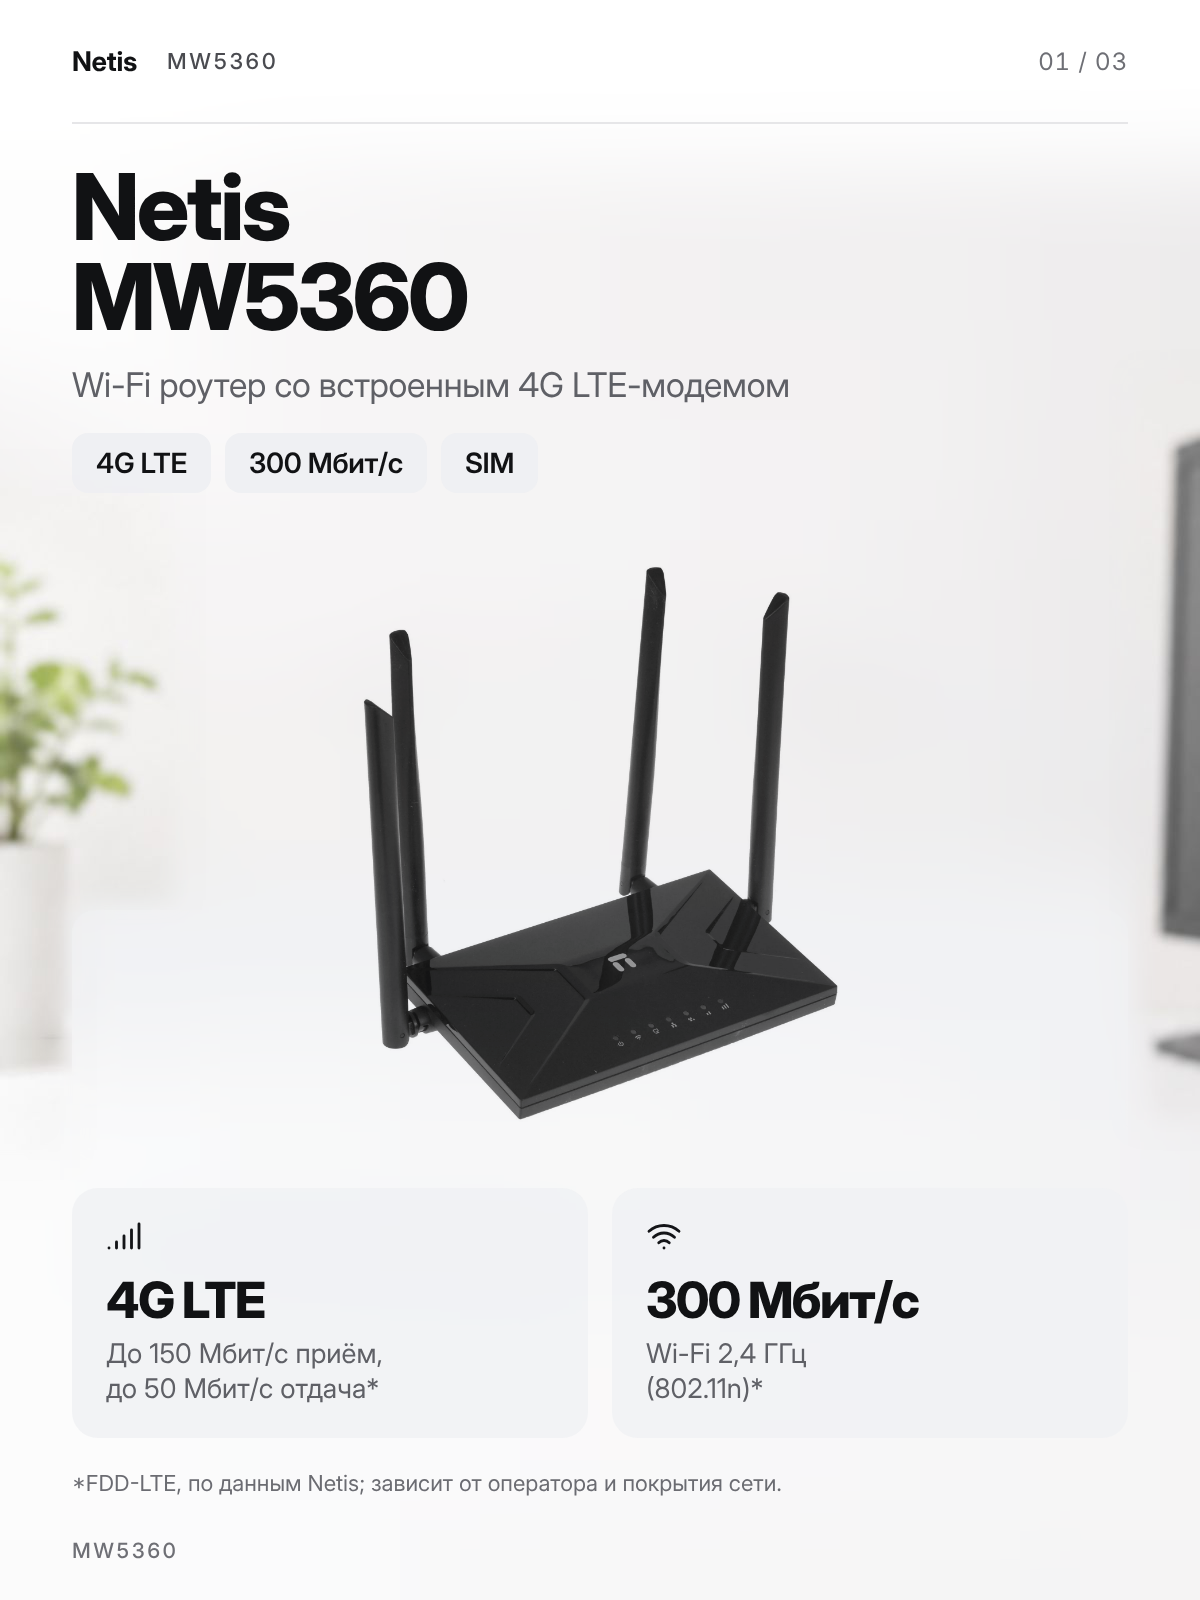 Netis MW5360
01 / 03
Netis
MW5360
Wi-Fi роутер со встроенным 4G LTE-модемом
4G LTE
300 Мбит/с
SIM
4G LTE
До 150 Мбит/с приём,
до 50 Мбит/с отдача*
300 Мбит/с
Wi-Fi 2,4 ГГц
(802.11n)*
*FDD-LTE, по данным Netis; зависит от оператора и покрытия сети.
MW5360